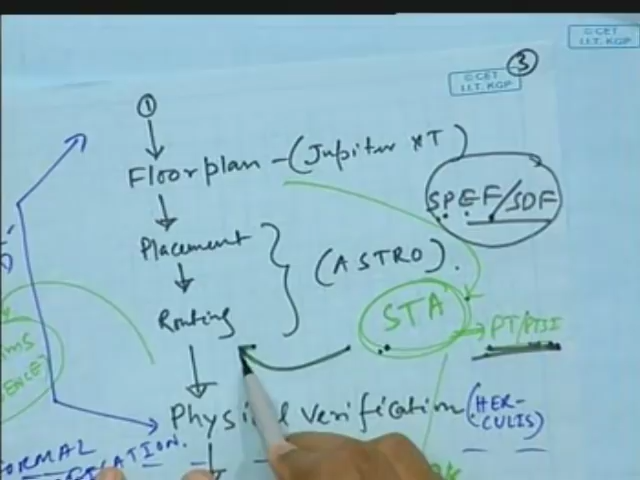 © CET
I.I.T. KGP
© CET
I.I.T. KGP
3
1
Floorplan - (Jupiter XT)
SPEF/SDF
Placement
(ASTRO).
Routing
STA
PT/PTSI
Physical verification (HER-
CULIS)